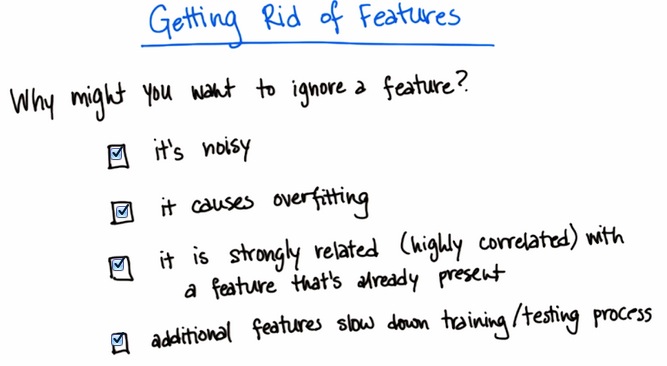 Getting Rid of Features
Why might you want to ignore a feature?
it's noisy
it causes overfitting
it is strongly related (highly correlated) with
a feature that's already present
additional features slow down training/testing process